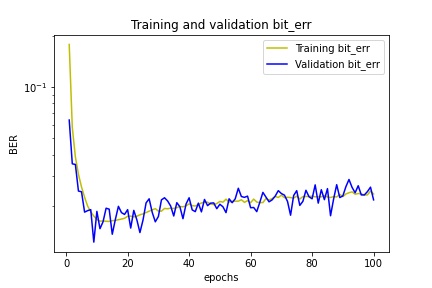 Training and validation bit_err
Training bit_err
Validation bit_err
10⁻¹
BER
0 20 40 60 80 100
epochs